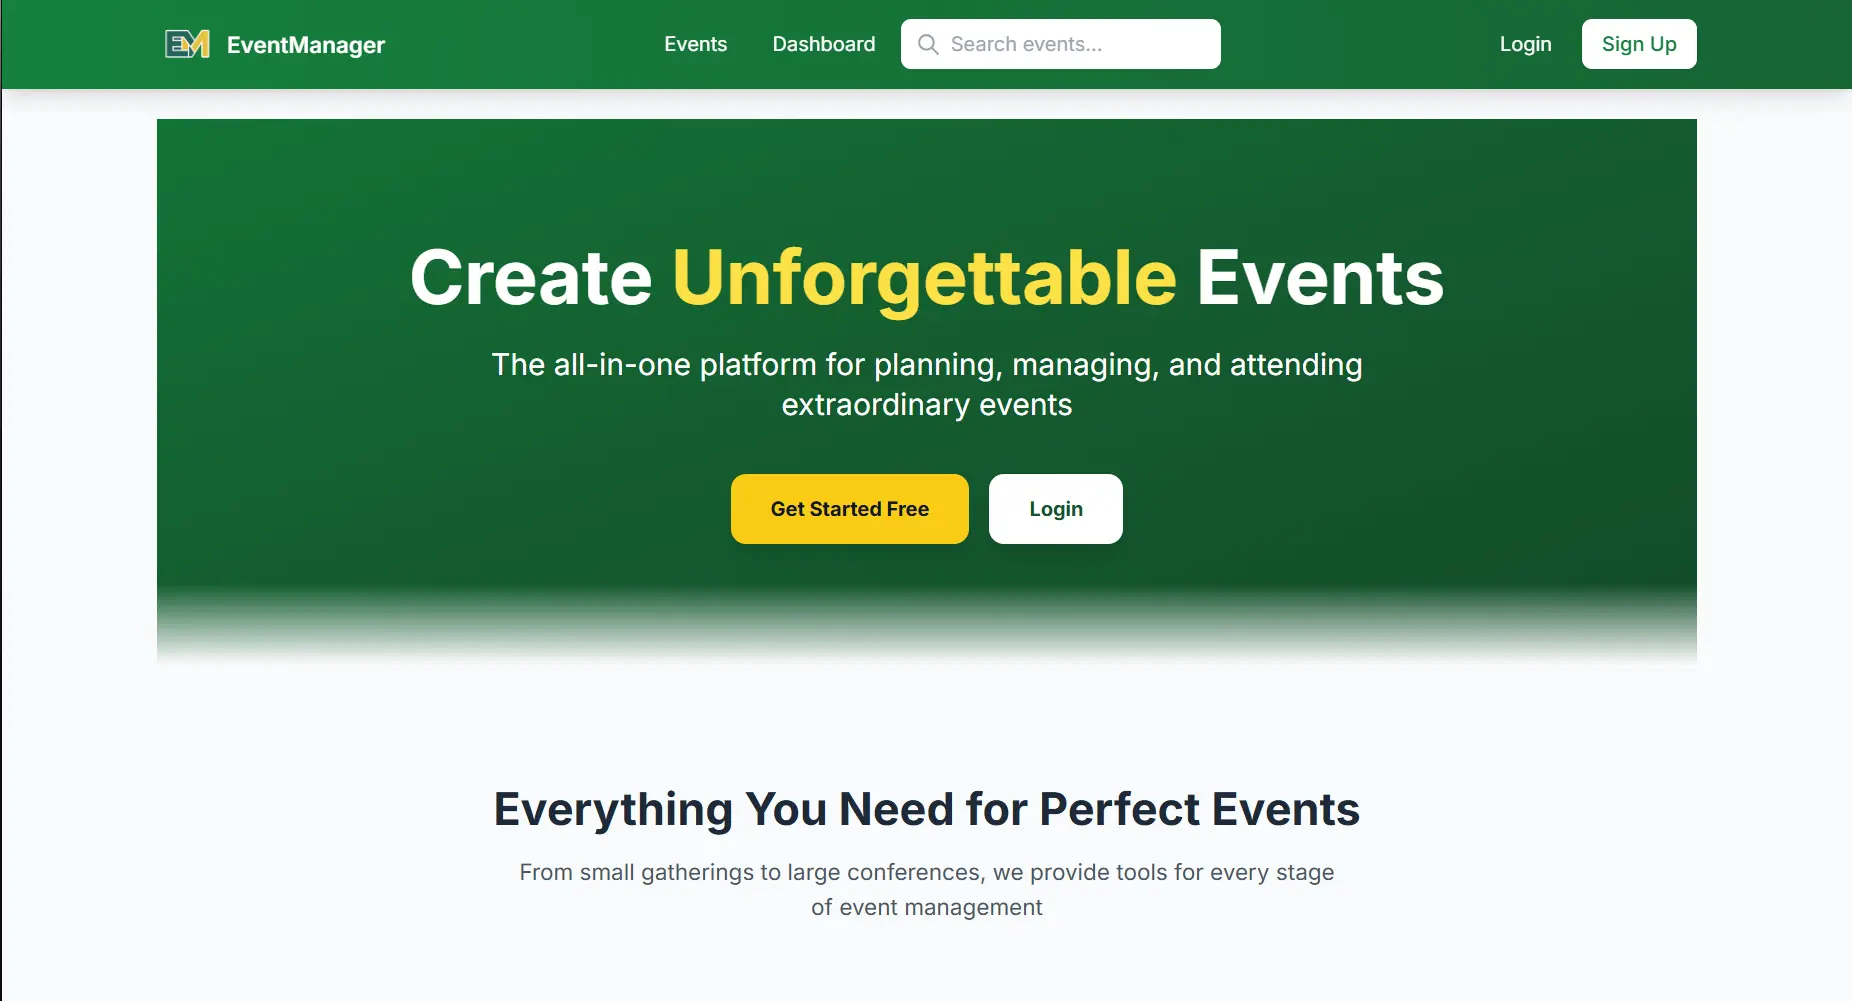 EM EventManager
Events
Dashboard
Search events...
Login
Sign Up
Create Unforgettable Events
The all-in-one platform for planning, managing, and attending
extraordinary events
Get Started Free
Login
Everything You Need for Perfect Events
From small gatherings to large conferences, we provide tools for every stage
of event management